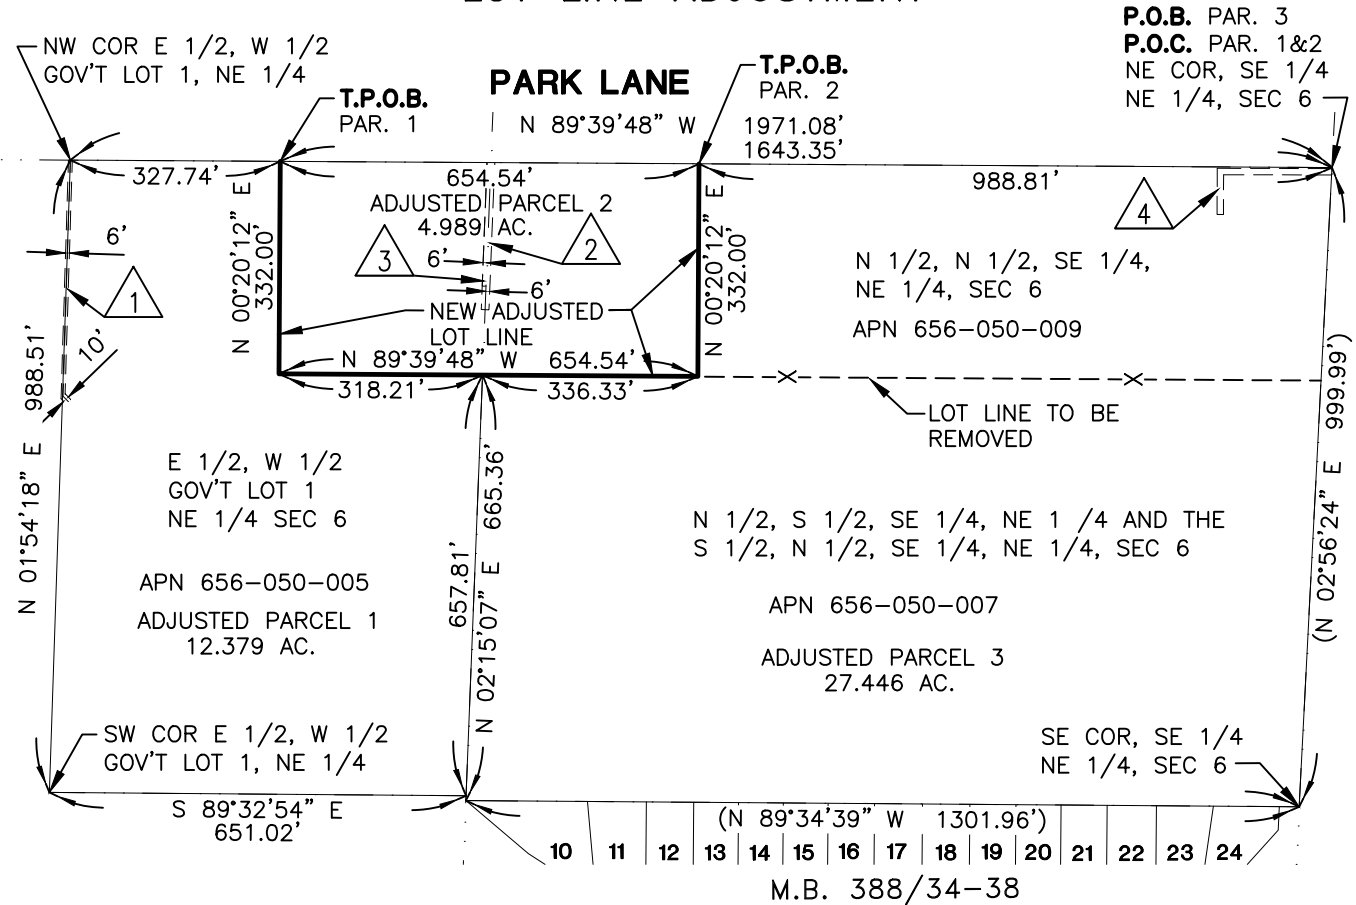 LOT LINE ADJUSTMENT
P.O.B. PAR. 3
P.O.C. PAR. 1&2
NE COR, SE 1/4
NE 1/4, SEC 6
NW COR E 1/2, W 1/2
GOV'T LOT 1, NE 1/4
T.P.O.B.
PAR. 1
PARK LANE
T.P.O.B.
PAR. 2
N 89°39'48" W 1971.08'
1643.35'
327.74'
654.54'
988.81'
ADJUSTED PARCEL 2
4.989 AC.
N 00°20'12" E
332.00'
N 00°20'12" E
332.00'
6'
1
10'
3
2
6'
6'
4
NEW ADJUSTED
LOT LINE
N 89°39'48" W 654.54'
318.21'
336.33'
N 1/2, N 1/2, SE 1/4,
NE 1/4, SEC 6
APN 656-050-009
LOT LINE TO BE
REMOVED
N 01°54'18" E 988.51'
E 1/2, W 1/2
GOV'T LOT 1
NE 1/4 SEC 6
APN 656-050-005
ADJUSTED PARCEL 1
12.379 AC.
657.81'
N 02°15'07" E 665.36'
N 1/2, S 1/2, SE 1/4, NE 1 /4 AND THE
S 1/2, N 1/2, SE 1/4, NE 1/4, SEC 6
APN 656-050-007
ADJUSTED PARCEL 3
27.446 AC.
(N 02°56'24" E 999.99')
SW COR E 1/2, W 1/2
GOV'T LOT 1, NE 1/4
SE COR, SE 1/4
NE 1/4, SEC 6
S 89°32'54" E
651.02'
(N 89°34'39" W 1301.96')
10 11 12 13 14 15 16 17 18 19 20 21 22 23 24
M.B. 388/34-38